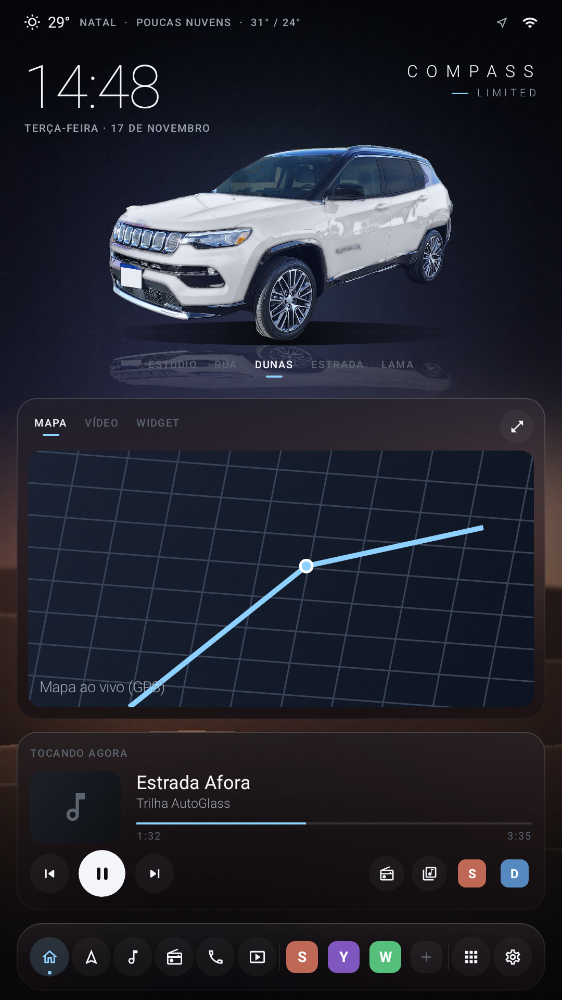 29° NATAL · POUCAS NUVENS · 31° / 24°
14:48
COMPASS
LIMITED
TERÇA-FEIRA · 17 DE NOVEMBRO
ESTÚDIO RUA DUNAS ESTRADA LAMA
MAPA VÍDEO WIDGET
Mapa ao vivo (GPS)
TOCANDO AGORA
Estrada Afora
Trilha AutoGlass
1:32 3:35
S D
S Y W